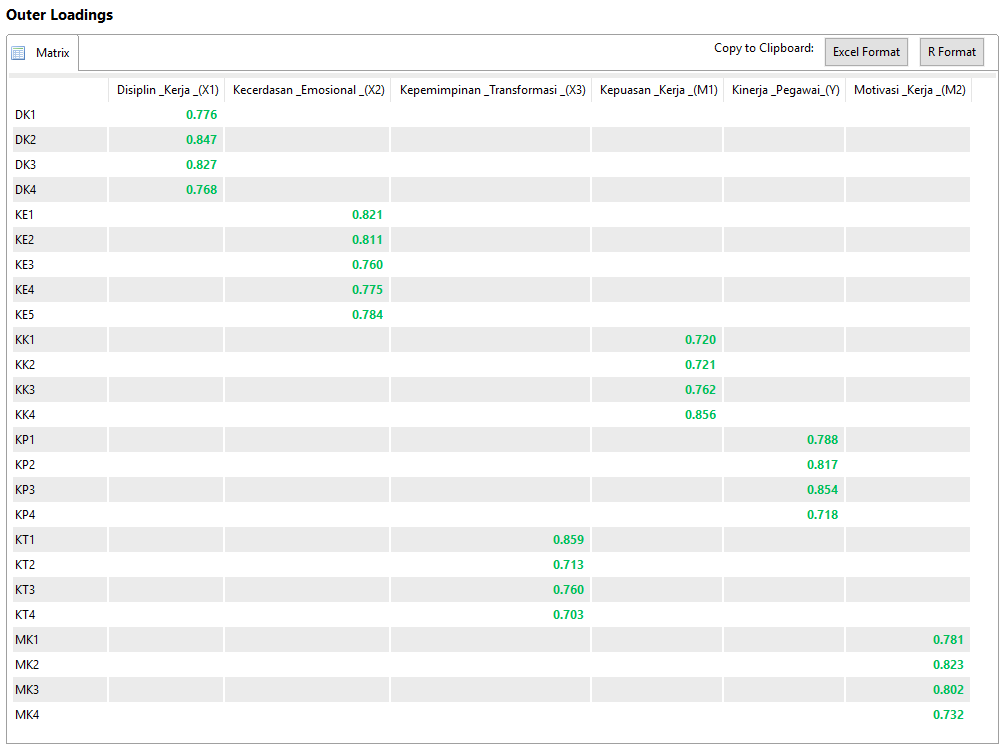 Outer Loadings
Matrix Copy to Clipboard: Excel Format R Format
Disiplin _Kerja _(X1) Kecerdasan _Emosional _(X2) Kepemimpinan _Transformasi _(X3) Kepuasan _Kerja _(M1) Kinerja _Pegawai_(Y) Motivasi _Kerja _(M2)
DK1 0.776
DK2 0.847
DK3 0.827
DK4 0.768
KE1 0.821
KE2 0.811
KE3 0.760
KE4 0.775
KE5 0.784
KK1 0.720
KK2 0.721
KK3 0.762
KK4 0.856
KP1 0.788
KP2 0.817
KP3 0.854
KP4 0.718
KT1 0.859
KT2 0.713
KT3 0.760
KT4 0.703
MK1 0.781
MK2 0.823
MK3 0.802
MK4 0.732